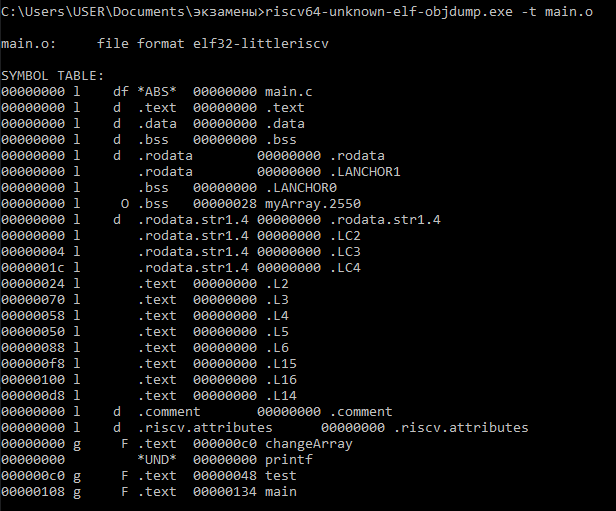 C:\Users\USER\Documents\экзамены>riscv64-unknown-elf-objdump.exe -t main.o
main.o:     file format elf32-littleriscv
SYMBOL TABLE:
00000000 l    df *ABS*  00000000 main.c
00000000 l    d  .text  00000000 .text
00000000 l    d  .data  00000000 .data
00000000 l    d  .bss   00000000 .bss
00000000 l    d  .rodata        00000000 .rodata
00000000 l       .rodata        00000000 .LANCHOR1
00000000 l       .bss   00000000 .LANCHOR0
00000000 l     O .bss   00000028 myArray.2550
00000000 l    d  .rodata.str1.4 00000000 .rodata.str1.4
00000000 l       .rodata.str1.4 00000000 .LC2
00000004 l       .rodata.str1.4 00000000 .LC3
0000001c l       .rodata.str1.4 00000000 .LC4
00000024 l       .text  00000000 .L2
00000070 l       .text  00000000 .L3
00000058 l       .text  00000000 .L4
00000050 l       .text  00000000 .L5
00000088 l       .text  00000000 .L6
000000f8 l       .text  00000000 .L15
00000100 l       .text  00000000 .L16
000000d8 l       .text  00000000 .L14
00000000 l    d  .comment       00000000 .comment
00000000 l    d  .riscv.attributes      00000000 .riscv.attributes
00000000 g     F .text  000000c0 changeArray
00000000         *UND*  00000000 printf
000000c0 g     F .text  00000048 test
00000108 g     F .text  00000134 main